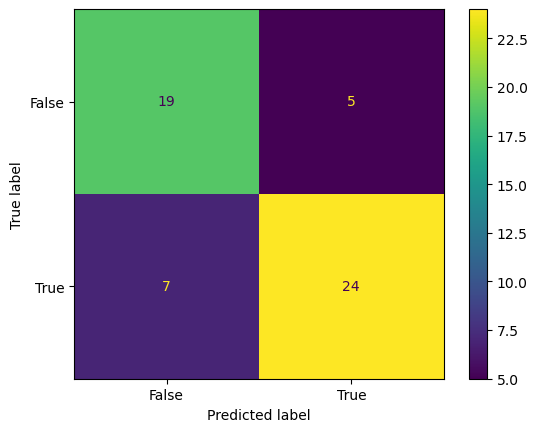 False
19
5
True
7
24
False
True
Predicted label
True label
22.5
20.0
17.5
15.0
12.5
10.0
7.5
5.0